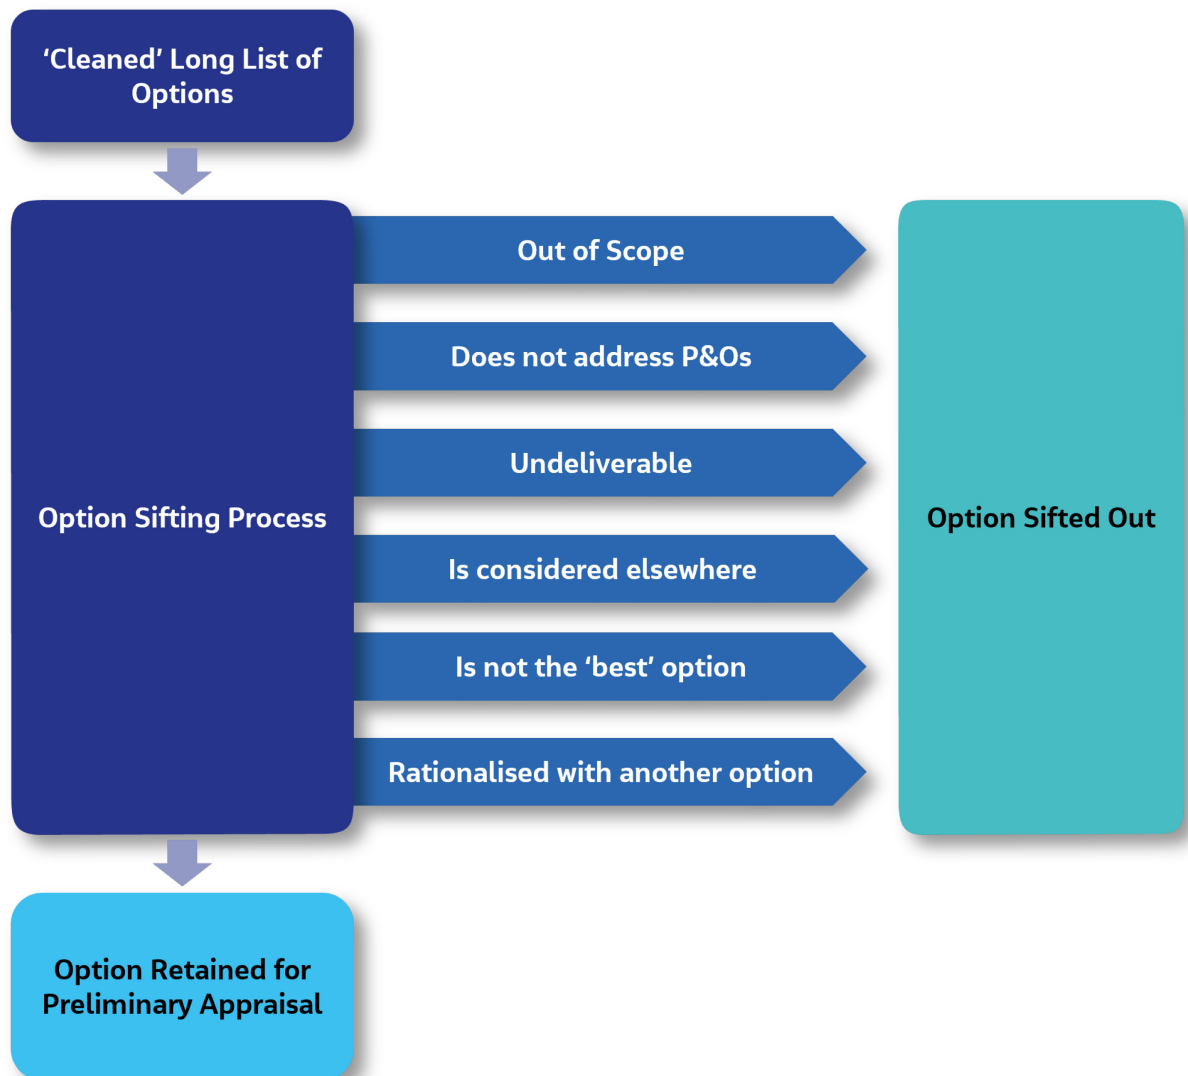 ‘Cleaned’ Long List of
Options
Out of Scope
Does not address P&Os
Undeliverable
Option Sifting Process
Option Sifted Out
Is considered elsewhere
Is not the ‘best’ option
Rationalised with another option
Option Retained for
Preliminary Appraisal